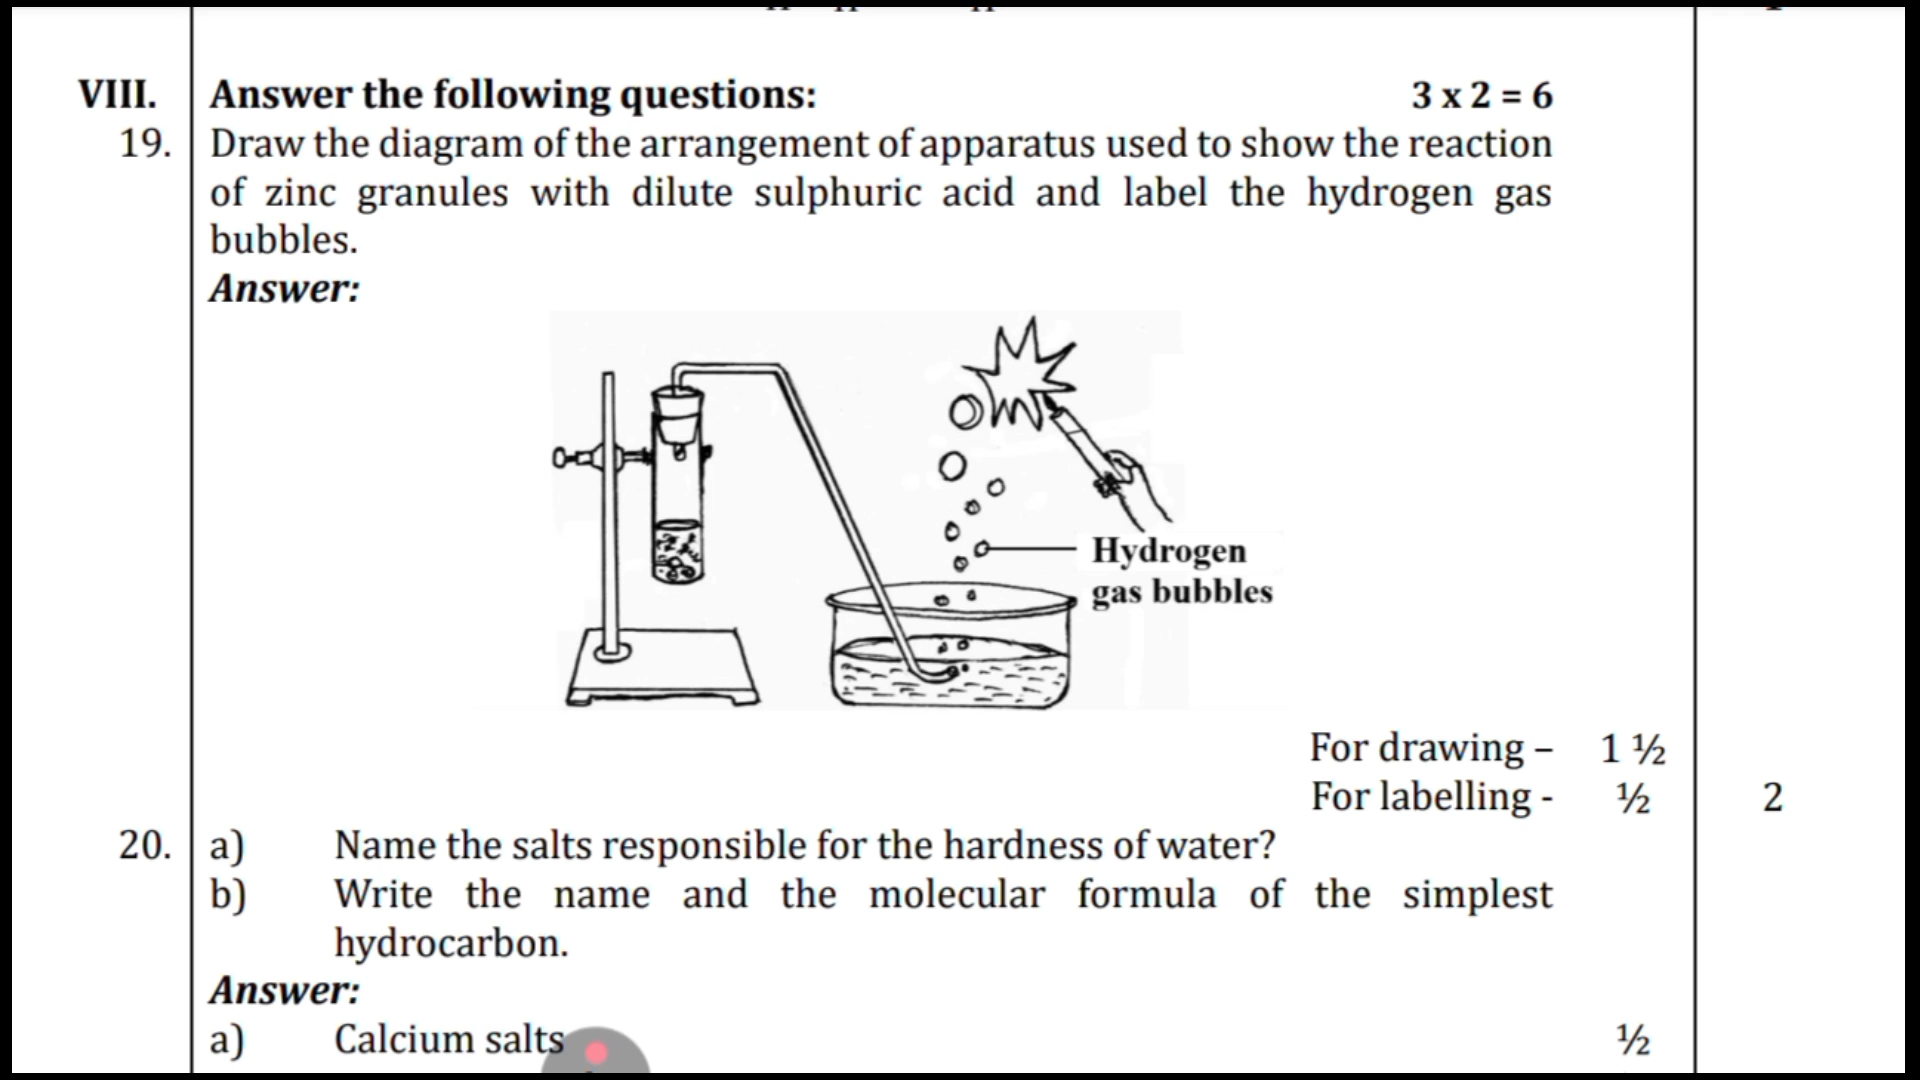 VIII. Answer the following questions: 3 x 2 = 6
19. Draw the diagram of the arrangement of apparatus used to show the reaction
of zinc granules with dilute sulphuric acid and label the hydrogen gas
bubbles.
Answer:
Hydrogen
gas bubbles
For drawing – 1 ½
For labelling - ½ 2
20. a) Name the salts responsible for the hardness of water?
b) Write the name and the molecular formula of the simplest
hydrocarbon.
Answer:
a) Calcium salts ½